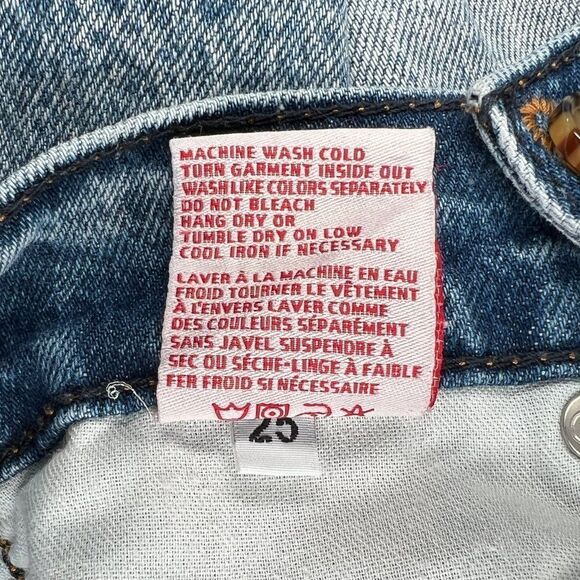 MACHINE WASH COLD
TURN GARMENT INSIDE OUT
WASH LIKE COLORS SEPARATELY
DO NOT BLEACH
HANG DRY OR
TUMBLE DRY ON LOW
COOL IRON IF NECESSARY
LAVER À LA MACHINE EN EAU
FROID TOURNER LE VÊTEMENT
À L'ENVERS LAVER COMME
DES COULEURS SÉPARÉMENT
SANS JAVEL SUSPENDRE À
SEC OU SÉCHE-LINGE À FAIBLE
FER FROID SI NÉCESSAIRE
25